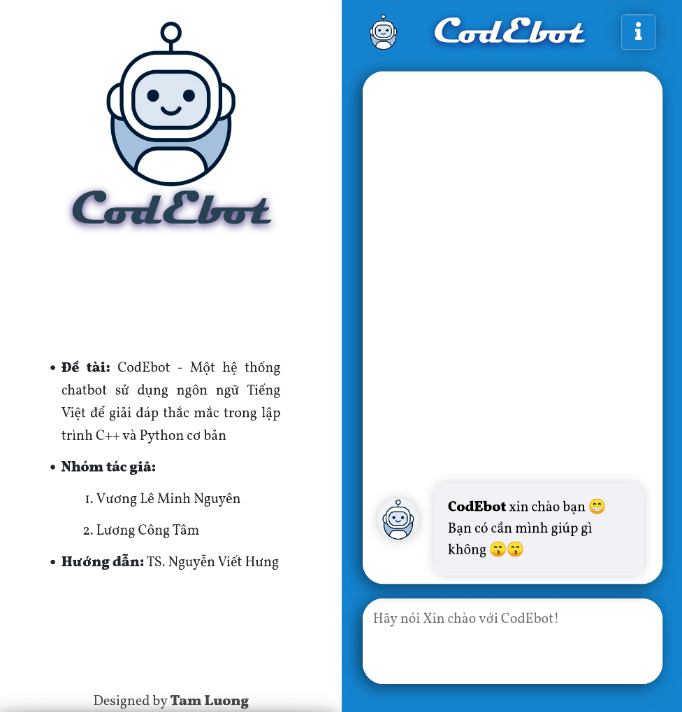 CodEbot
• Đề tài: CodEbot - Một hệ thống
chatbot sử dụng ngôn ngữ Tiếng
Việt để giải đáp thắc mắc trong lập
trình C++ và Python cơ bản
• Nhóm tác giả:
1. Vương Lê Minh Nguyên
2. Lương Công Tâm
• Hướng dẫn: TS. Nguyễn Viết Hưng
Designed by Tam Luong
CodEbot
i
CodEbot xin chào bạn 😁
Bạn có cần mình giúp gì
không 😙😙
Hãy nói Xin chào với CodEbot!